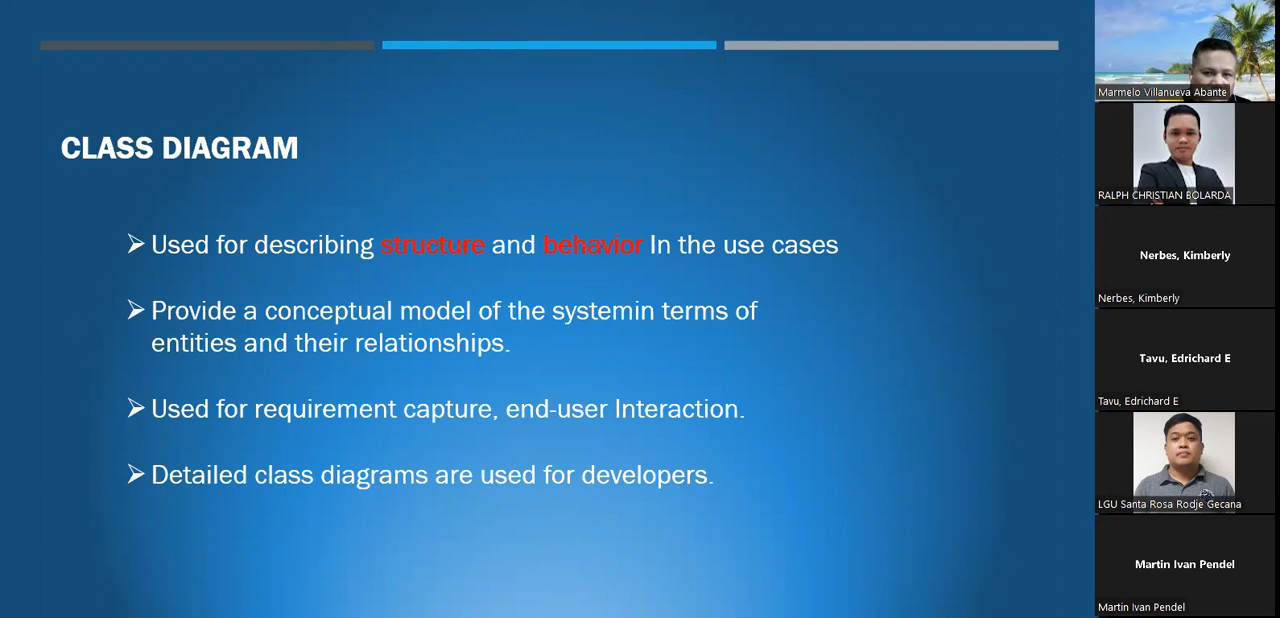 CLASS DIAGRAM
Used for describing structure and behavior In the use cases
Provide a conceptual model of the systemin terms of
entities and their relationships.
Used for requirement capture, end-user Interaction.
Detailed class diagrams are used for developers.
Marmelo Villanueva Abante
RALPH CHRISTIAN BOLARDA
Nerbes, Kimberly
Nerbes, Kimberly
Tavu, Edrichard E
Tavu, Edrichard E
LGU Santa Rosa Rodje Gecana
Martin Ivan Pendel
Martin Ivan Pendel